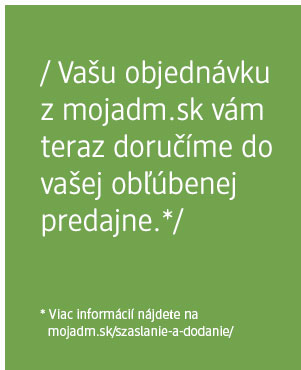 / Vašu objednávku
z mojadm.sk vám
teraz doručíme do
vašej obľúbenej
predajne.*/
* Viac informácií nájdete na
mojadm.sk/szaslanie-a-dodanie/